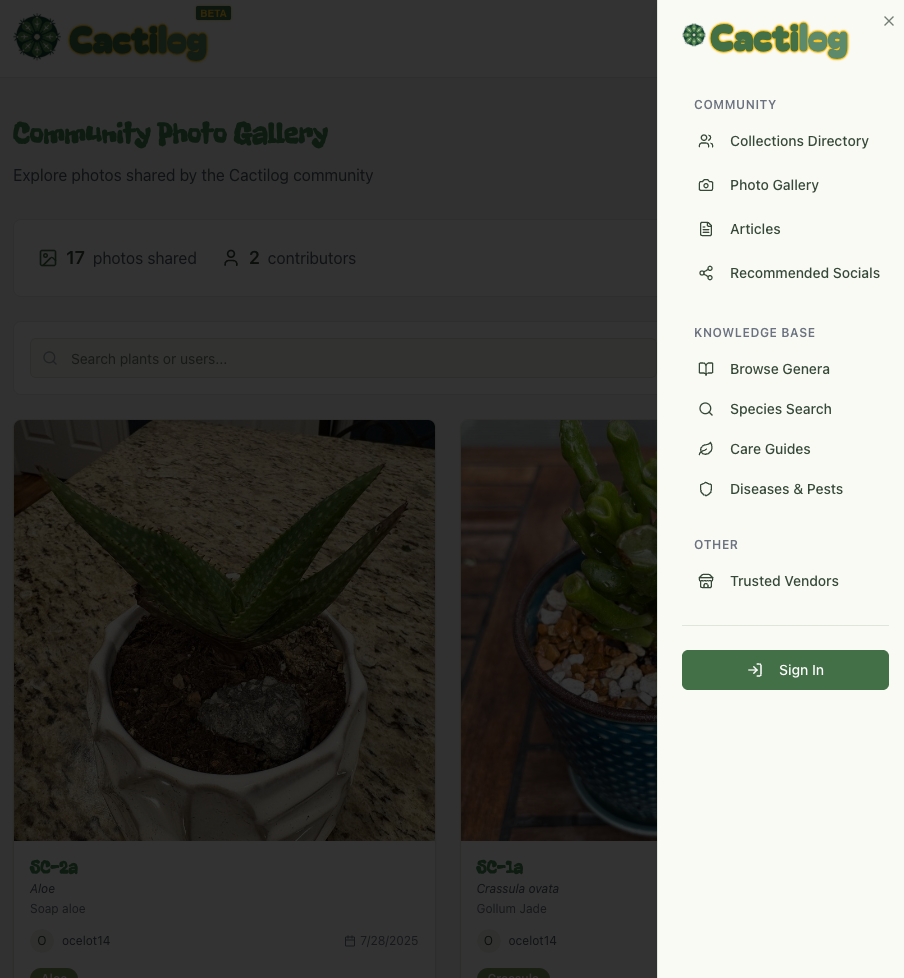 BETA
Cactilog
Community Photo Gallery
Explore photos shared by the Cactilog community
17 photos shared 2 contributors
Search plants or users...
SC-2a
Aloe
Soap aloe
O ocelot14 7/28/2025
Aloe
SC-1a
Crassula ovata
Gollum Jade
O ocelot14
Crassula
Cactilog
COMMUNITY
Collections Directory
Photo Gallery
Articles
Recommended Socials
KNOWLEDGE BASE
Browse Genera
Species Search
Care Guides
Diseases & Pests
OTHER
Trusted Vendors
Sign In